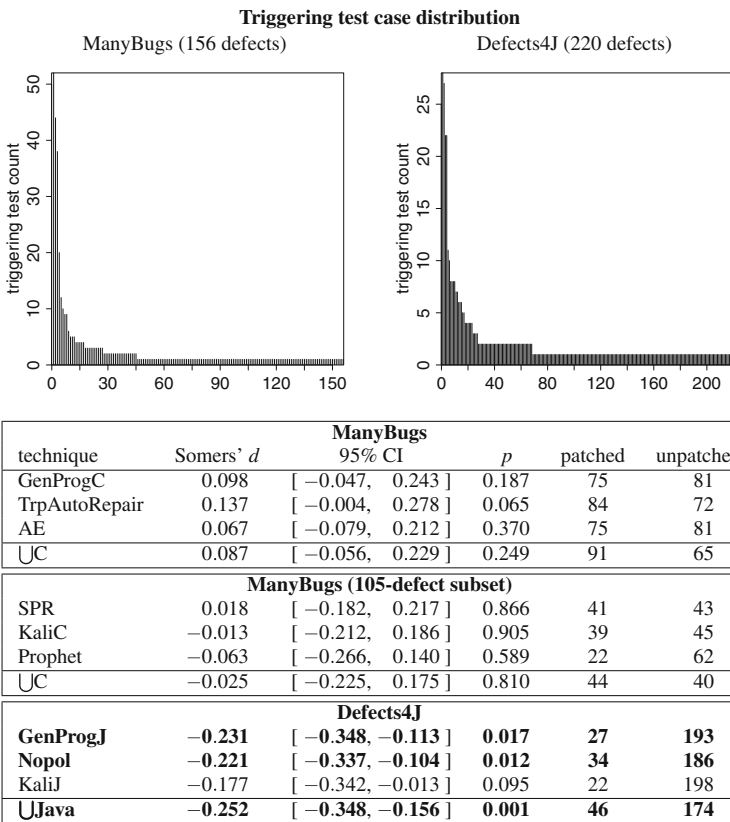 Triggering test case distribution
ManyBugs (156 defects)
Defects4J (220 defects)
triggering test count
0 10 20 30 40 50
0 30 60 90 120 150
triggering test count
0 5 10 15 20 25
0 40 80 120 160 200
ManyBugs
technique Somers’ d 95% CI p patched unpatche
GenProgC 0.098 [ −0.047, 0.243 ] 0.187 75 81
TrpAutoRepair 0.137 [ −0.004, 0.278 ] 0.065 84 72
AE 0.067 [ −0.079, 0.212 ] 0.370 75 81
⋃C 0.087 [ −0.056, 0.229 ] 0.249 91 65
ManyBugs (105-defect subset)
SPR 0.018 [ −0.182, 0.217 ] 0.866 41 43
KaliC −0.013 [ −0.212, 0.186 ] 0.905 39 45
Prophet −0.063 [ −0.266, 0.140 ] 0.589 22 62
⋃C −0.025 [ −0.225, 0.175 ] 0.810 44 40
Defects4J
GenProgJ −0.231 [ −0.348, −0.113 ] 0.017 27 193
Nopol −0.221 [ −0.337, −0.104 ] 0.012 34 186
KaliJ −0.177 [ −0.342, −0.013 ] 0.095 22 198
⋃Java −0.252 [ −0.348, −0.156 ] 0.001 46 174